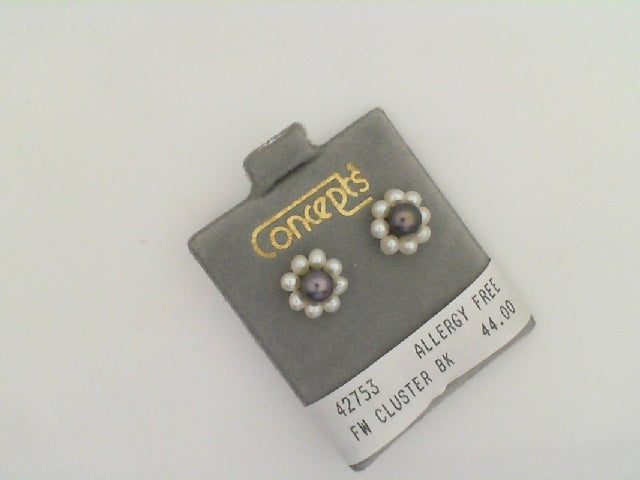 Concepts
42753 ALLERGY FREE
FW CLUSTER BK 44.00